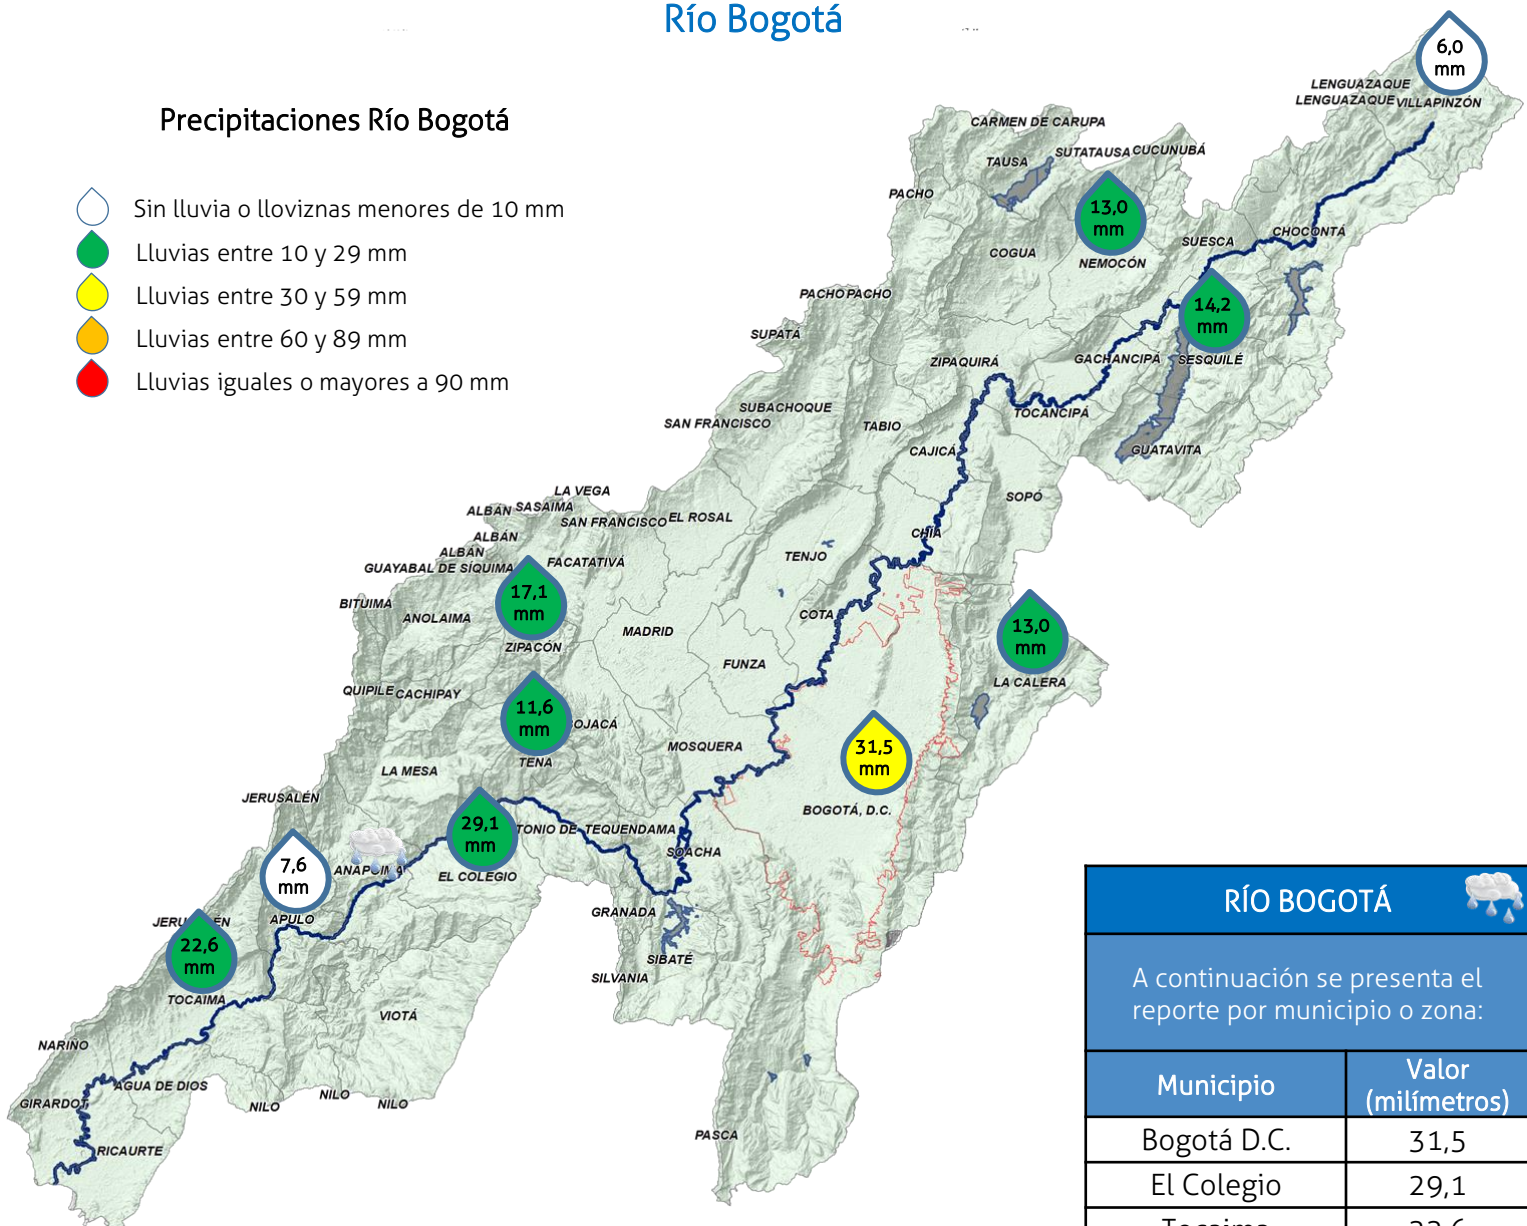 Río Bogotá
Precipitaciones Río Bogotá
Sin lluvia o lloviznas menores de 10 mm
Lluvias entre 10 y 29 mm
Lluvias entre 30 y 59 mm
Lluvias entre 60 y 89 mm
Lluvias iguales o mayores a 90 mm
6,0
mm
LENGUAZAQUE
LENGUAZAQUE VILLAPINZÓN
CARMEN DE CARUPA
SUTATAUSA CUCUNUBÁ
TAUSA
PACHO
13,0
mm
CHOCONTÁ
SUESCA
COGUA
NEMOCÓN
PACHO PACHO
14,2
mm
SUPATÁ
ZIPAQUIRÁ
GACHANCIPÁ
SESQUILÉ
SUBACHOQUE
TOCANCIPÁ
SAN FRANCISCO
TABIO
CAJICÁ
GUATAVITA
LA VEGA
SOPÓ
ALBÁN SASAIMA
SAN FRANCISCO EL ROSAL
ALBÁN
CHÍA
ALBÁN
TENJO
GUAYABAL DE SÍQUIMA
FACATATIVÁ
17,1
mm
BITUIMA
ANOLAIMA
COTA
13,0
mm
MADRID
ZIPACÓN
FUNZA
LA CALERA
QUIPILE CACHIPAY
11,6
mm
OJACÁ
MOSQUERA
31,5
mm
TENA
LA MESA
JERUSALÉN
BOGOTÁ, D.C.
29,1
mm
TONIO DE TEQUENDAMA
SOACHA
7,6
mm
ANAPOIMA
EL COLEGIO
GRANADA
APULO
JERU ÉN
22,6
mm
SIBATÉ
SILVANIA
TOCAIMA
VIOTÁ
NARIÑO
AGUA DE DIOS
GIRARDOT
NILO
NILO
NILO
PASCA
RICAURTE
RÍO BOGOTÁ
A continuación se presenta el
reporte por municipio o zona:
Municipio
Valor
(milímetros)
Bogotá D.C. 31,5
El Colegio 29,1
Tocaima 22,6